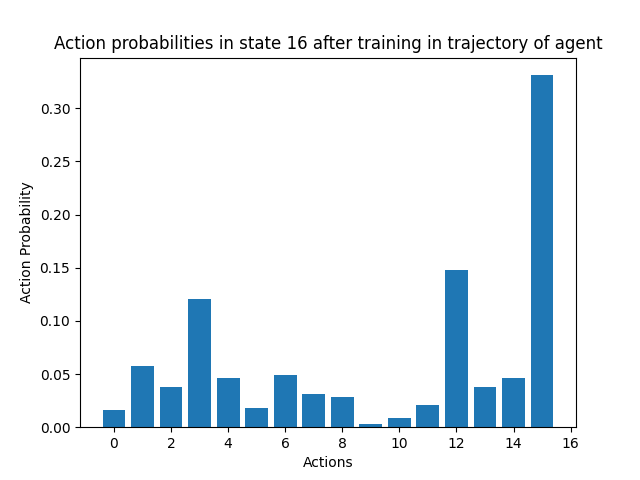 Action probabilities in state 16 after training in trajectory of agent
0.30
0.25
0.20
0.15
0.10
0.05
0.00
Action Probability
0 2 4 6 8 10 12 14 16
Actions